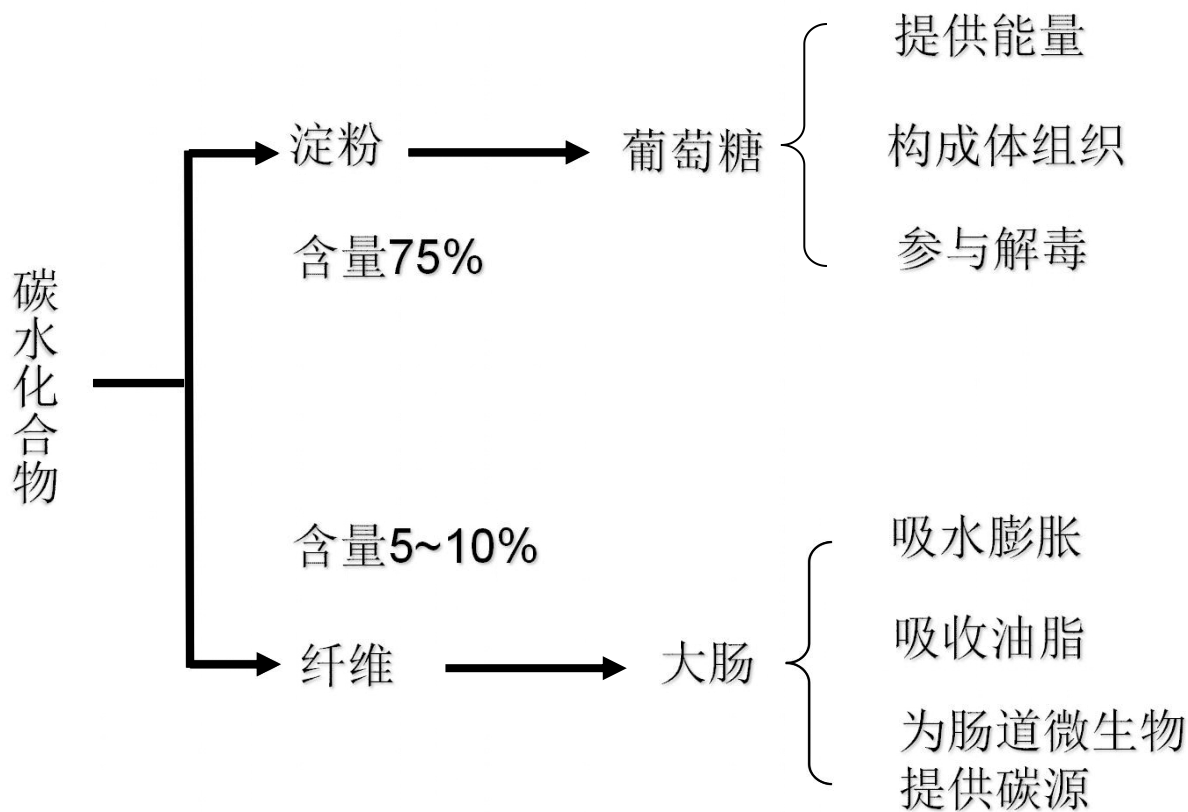 碳水化合物
淀粉
含量75%
葡萄糖
提供能量
构成体组织
参与解毒
含量5~10%
纤维
大肠
吸水膨胀
吸收油脂
为肠道微生物
提供碳源